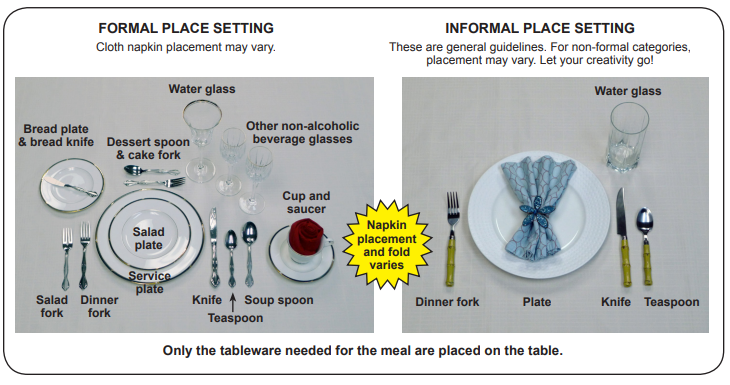 FORMAL PLACE SETTING
Cloth napkin placement may vary.
Water glass
Bread plate
& bread knife
Dessert spoon
& cake fork
Other non-alcoholic
beverage glasses
Cup and
saucer
Salad
plate
Service
plate
Salad
fork
Dinner
fork
Knife
Teaspoon
Soup spoon
Napkin
placement
and fold
varies
INFORMAL PLACE SETTING
These are general guidelines. For non-formal categories,
placement may vary. Let your creativity go!
Water glass
Dinner fork
Plate
Knife
Teaspoon
Only the tableware needed for the meal are placed on the table.